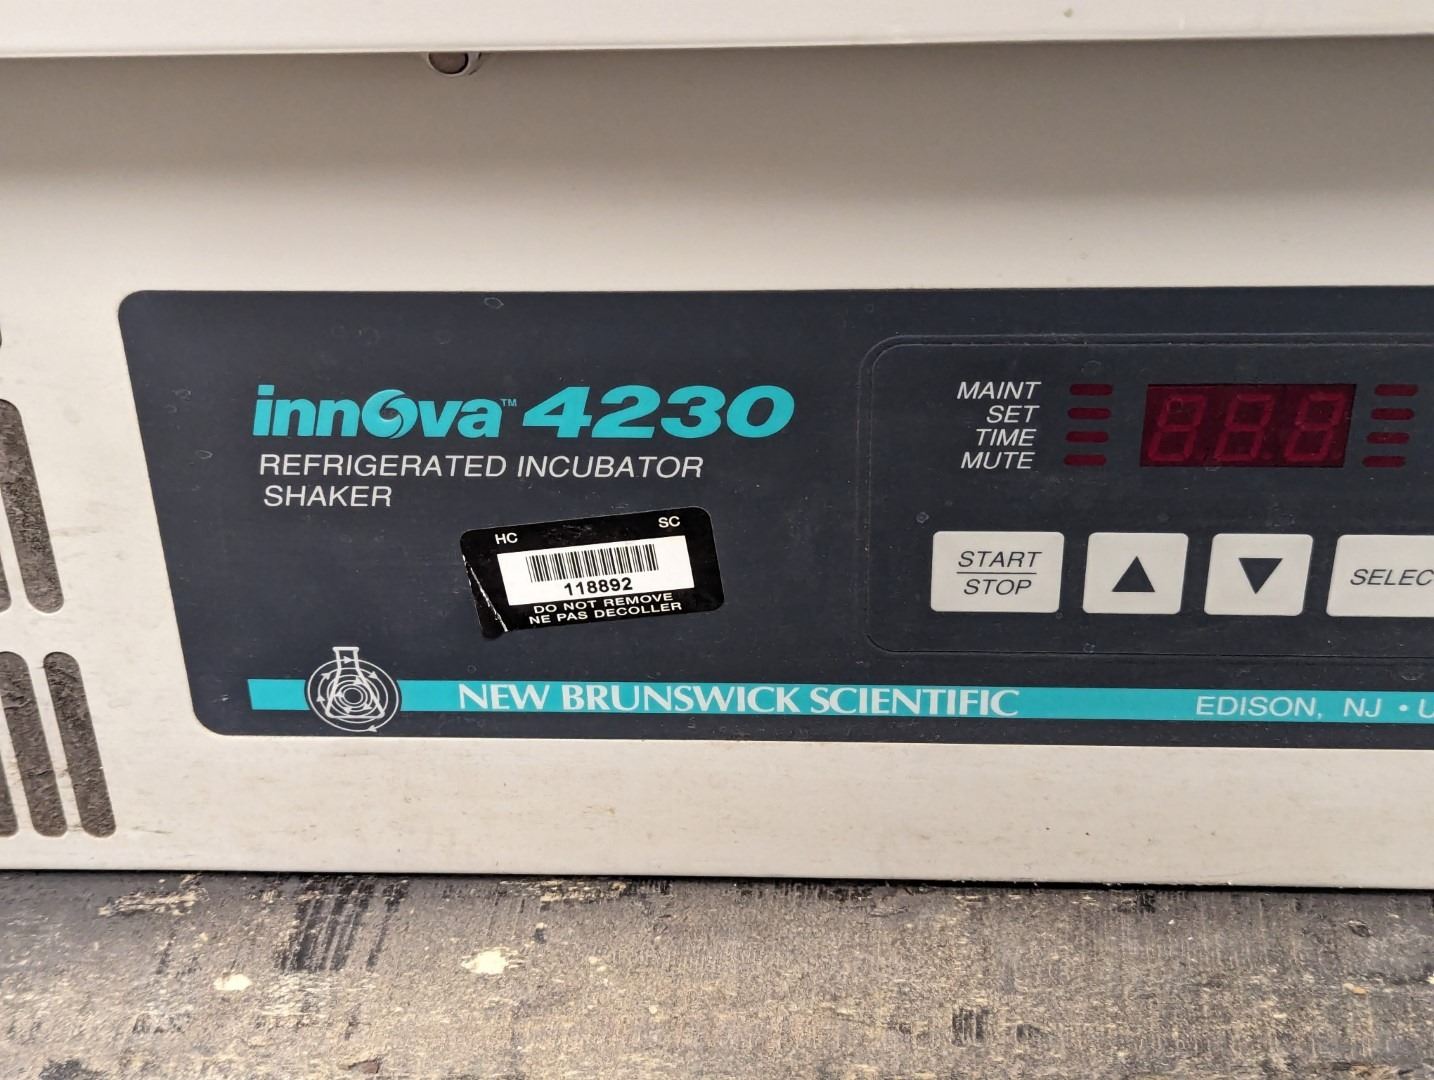 innova™ 4230
REFRIGERATED INCUBATOR
SHAKER
HC SC
118892
DO NOT REMOVE
NE PAS DECOLLER
MAINT
SET
TIME
MUTE
START
STOP
SELEC
NEW BRUNSWICK SCIENTIFIC
EDISON, NJ • U